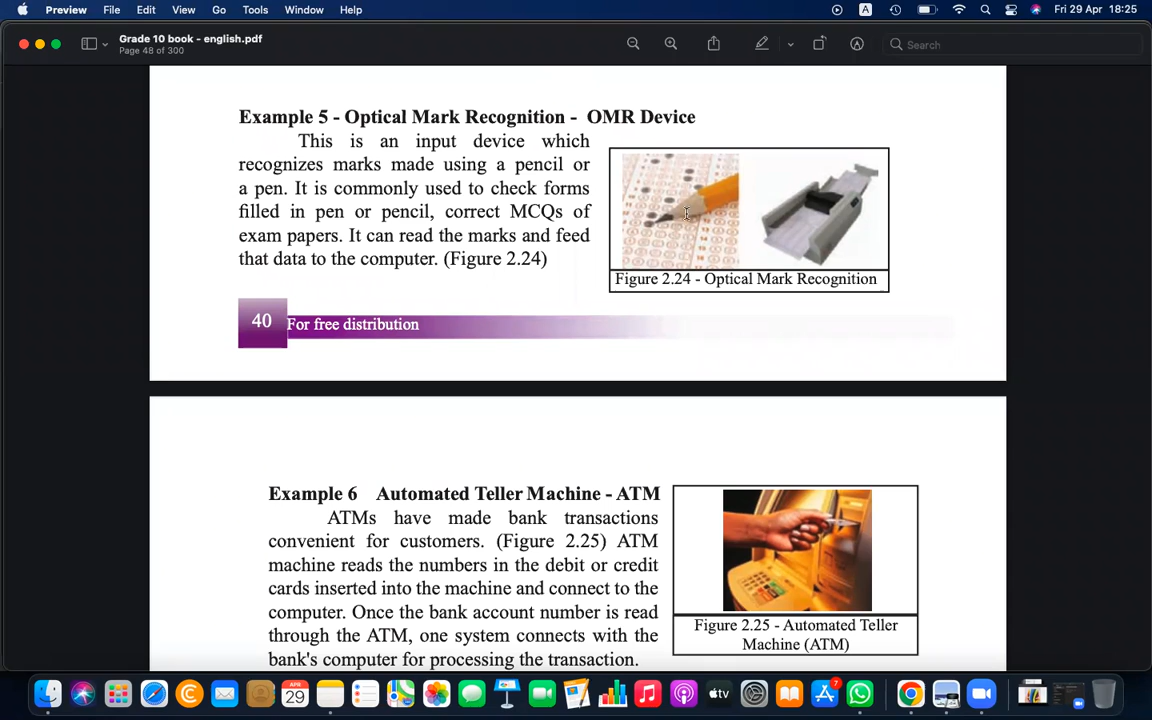 Preview File Edit View Go Tools Window Help A Fri 29 Apr 18:25
Grade 10 book - english.pdf
Page 48 of 300
Search
Example 5 - Optical Mark Recognition - OMR Device
This is an input device which
recognizes marks made using a pencil or
a pen. It is commonly used to check forms
filled in pen or pencil, correct MCQs of
exam papers. It can read the marks and feed
that data to the computer. (Figure 2.24)
Figure 2.24 - Optical Mark Recognition
40 For free distribution
Example 6 Automated Teller Machine - ATM
ATMs have made bank transactions
convenient for customers. (Figure 2.25) ATM
machine reads the numbers in the debit or credit
cards inserted into the machine and connect to the
computer. Once the bank account number is read
through the ATM, one system connects with the
bank's computer for processing the transaction.
Figure 2.25 - Automated Teller
Machine (ATM)
APR
29
tv
7